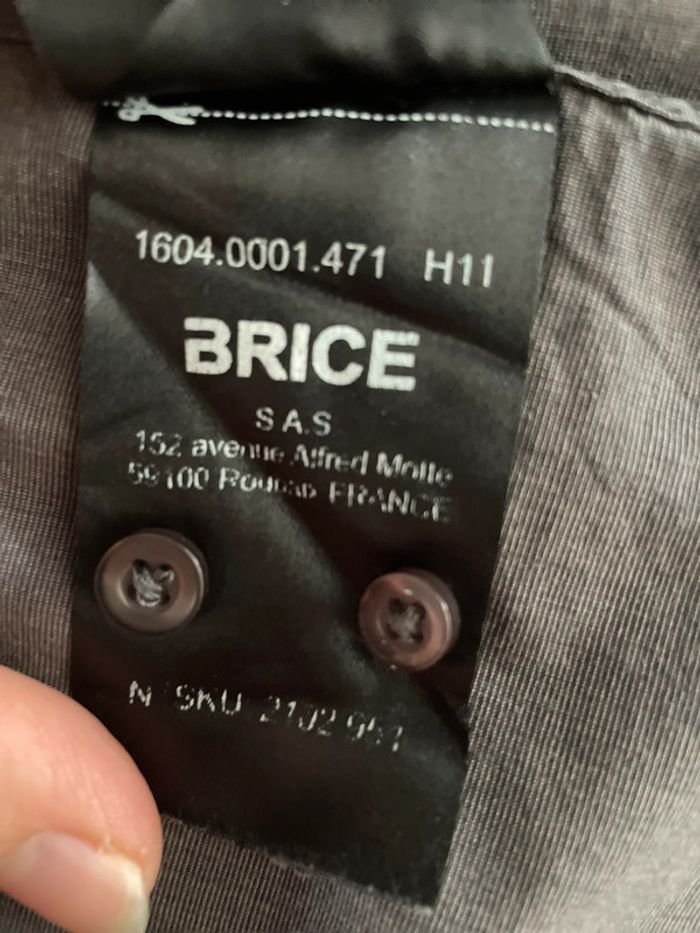 1604.0001.471 H11
BRICE
S.A.S
152 avenue Alfred Motte
59100 FRANCE
N SKU